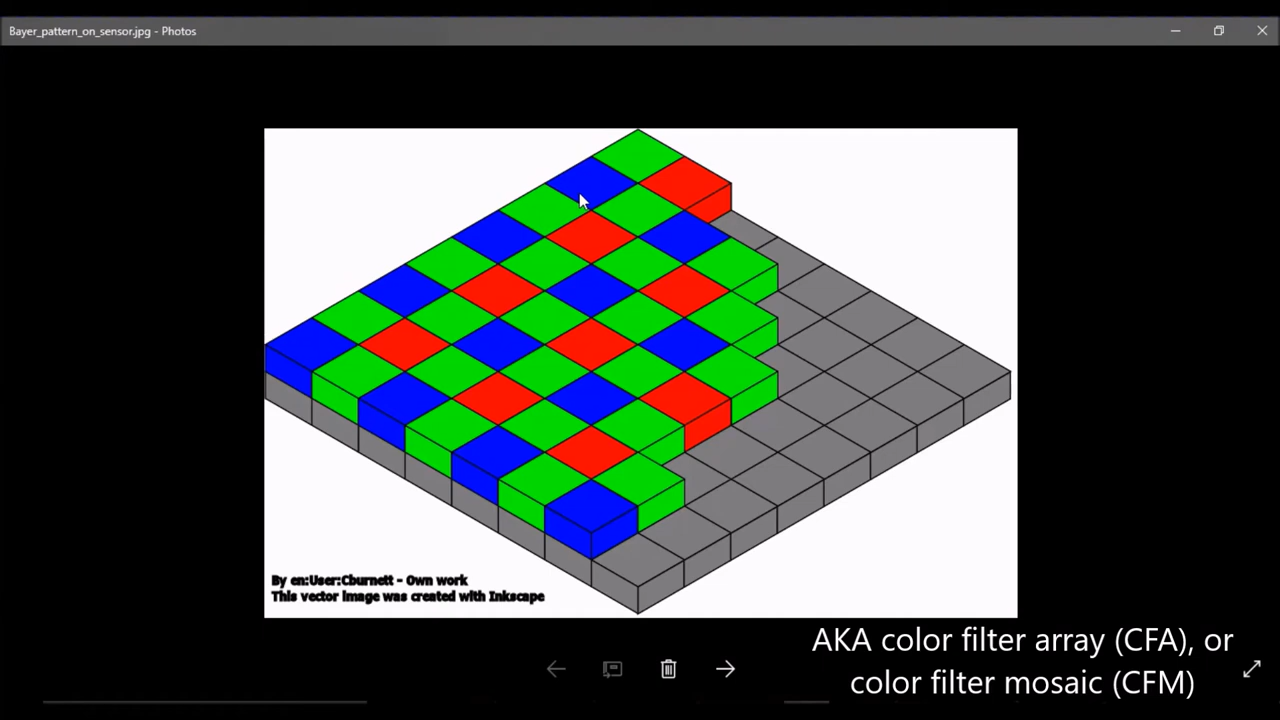 Bayer_pattern_on_sensor.jpg - Photos
By en:User:Cburnett - Own work
This vector image was created with Inkscape
AKA color filter array (CFA), or
color filter mosaic (CFM)